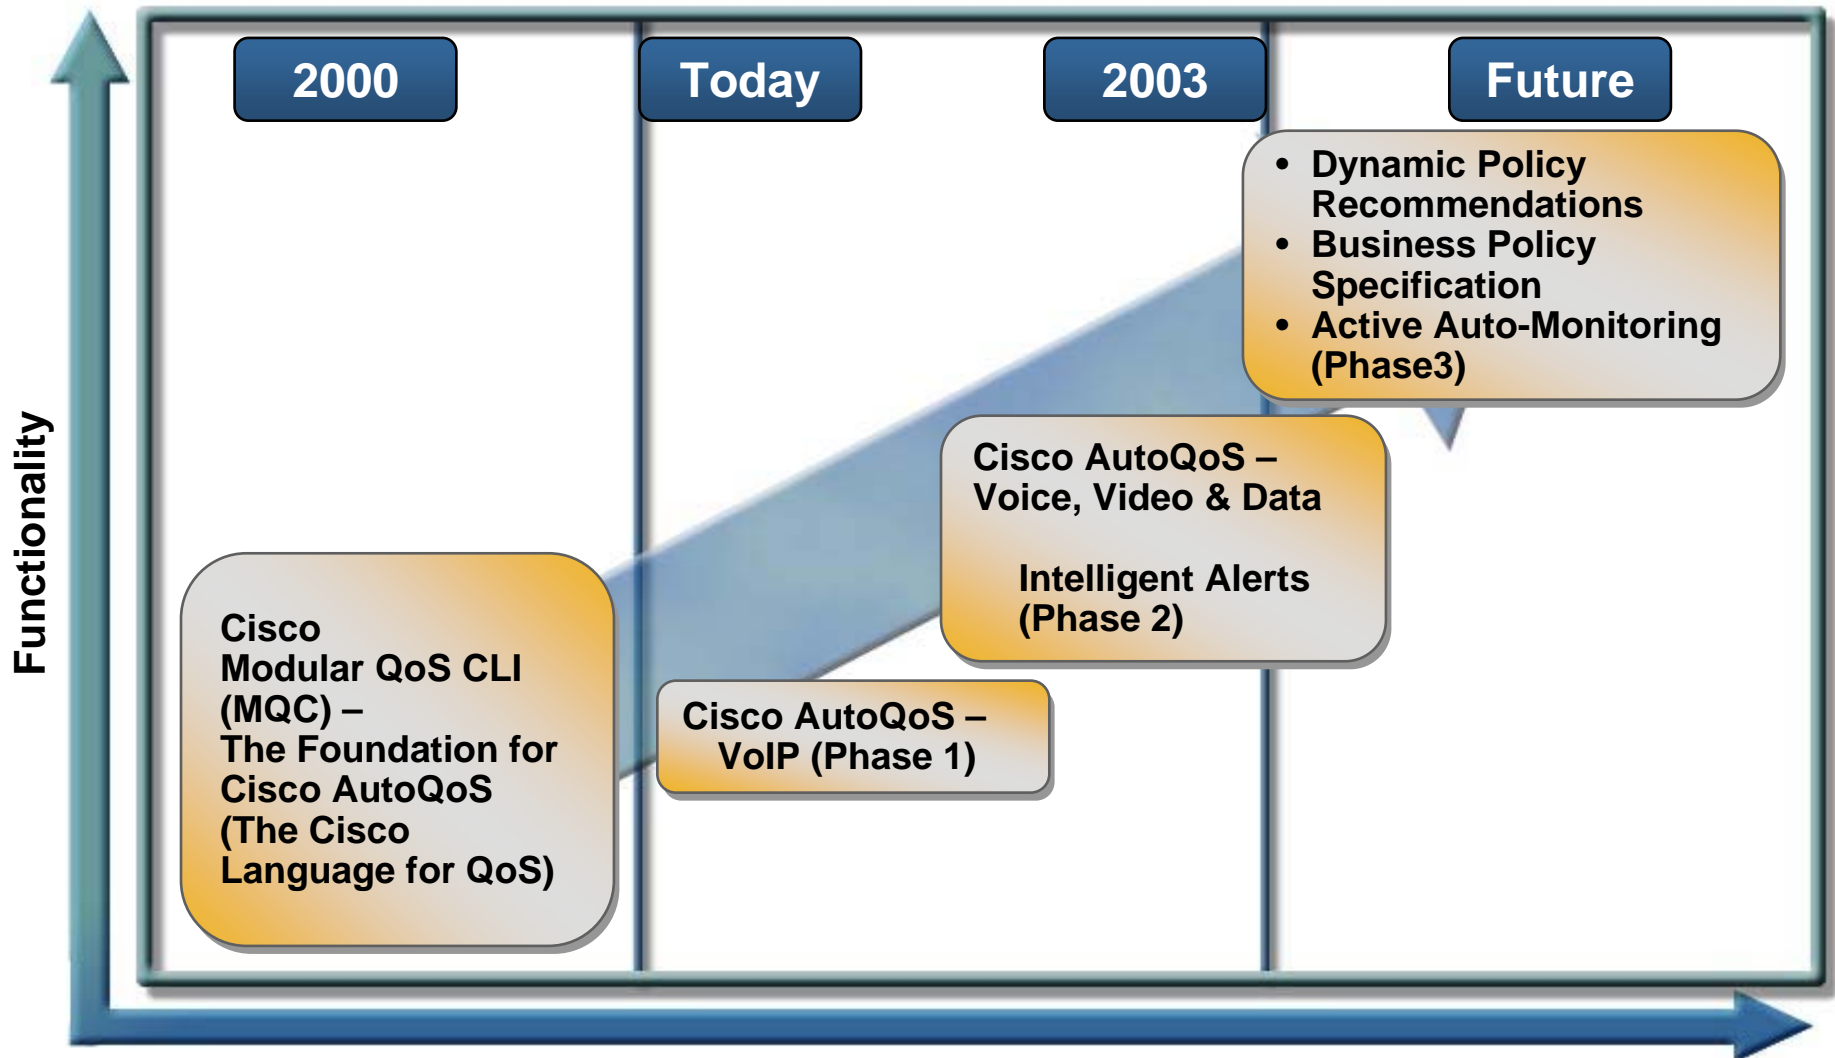 2000
Today
2003
Future
Functionality
• Dynamic Policy
Recommendations
• Business Policy
Specification
• Active Auto-Monitoring
(Phase3)
Cisco AutoQoS –
Voice, Video & Data
Intelligent Alerts
(Phase 2)
Cisco
Modular QoS CLI
(MQC) –
The Foundation for
Cisco AutoQoS
(The Cisco
Language for QoS)
Cisco AutoQoS –
VoIP (Phase 1)